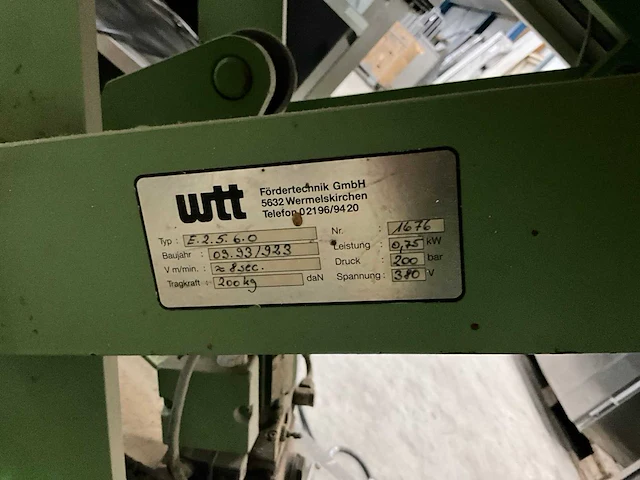 wtt
Fördertechnik GmbH
5632 Wermelskirchen
Telefon 02196/9420
Typ : E.2.5.6.0
Nr. : 1676
Baujahr : 09.93/923
Leistung : 0,75 kW
V m/min. : ≈ 8 sec.
Druck : 200 bar
Tragkraft : 200 kg daN
Spannung : 380 V